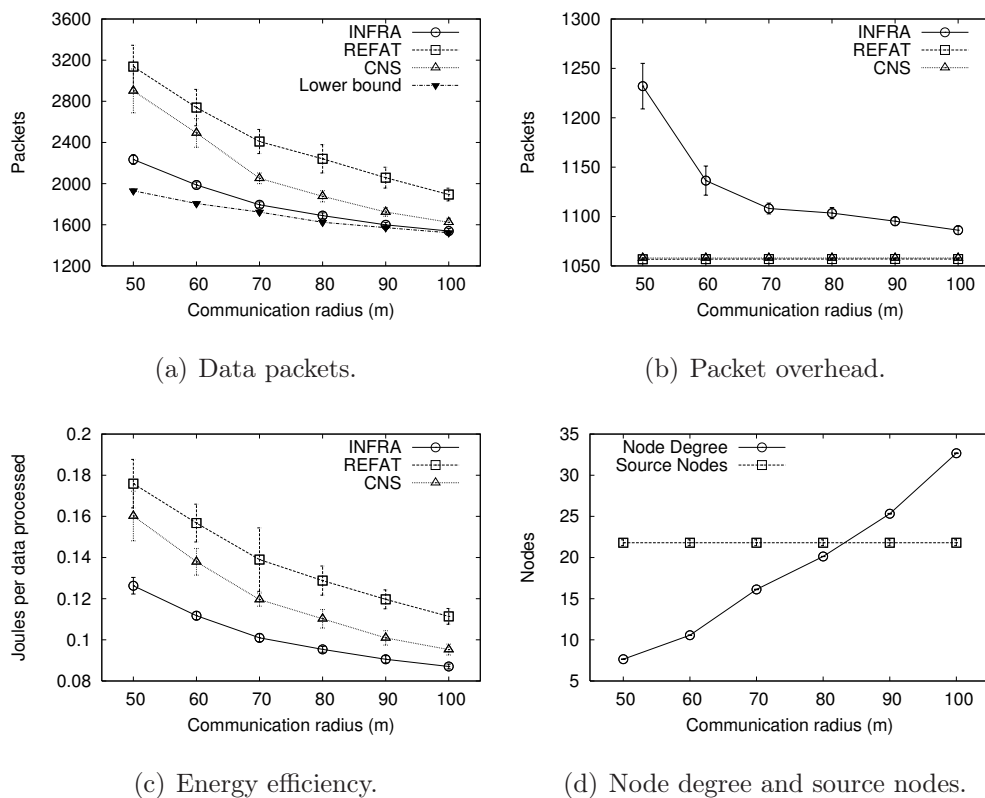 3600
3200
2800
2400
2000
1600
1200
Packets
50 60 70 80 90 100
Communication radius (m)
INFRA
REFAT
CNS
Lower bound
(a) Data packets.
1300
1250
1200
1150
1100
1050
Packets
50 60 70 80 90 100
Communication radius (m)
INFRA
REFAT
CNS
(b) Packet overhead.
0.2
0.18
0.16
0.14
0.12
0.1
0.08
Joules per data processed
50 60 70 80 90 100
Communication radius (m)
INFRA
REFAT
CNS
(c) Energy efficiency.
35
30
25
20
15
10
5
Nodes
50 60 70 80 90 100
Communication radius (m)
Node Degree
Source Nodes
(d) Node degree and source nodes.